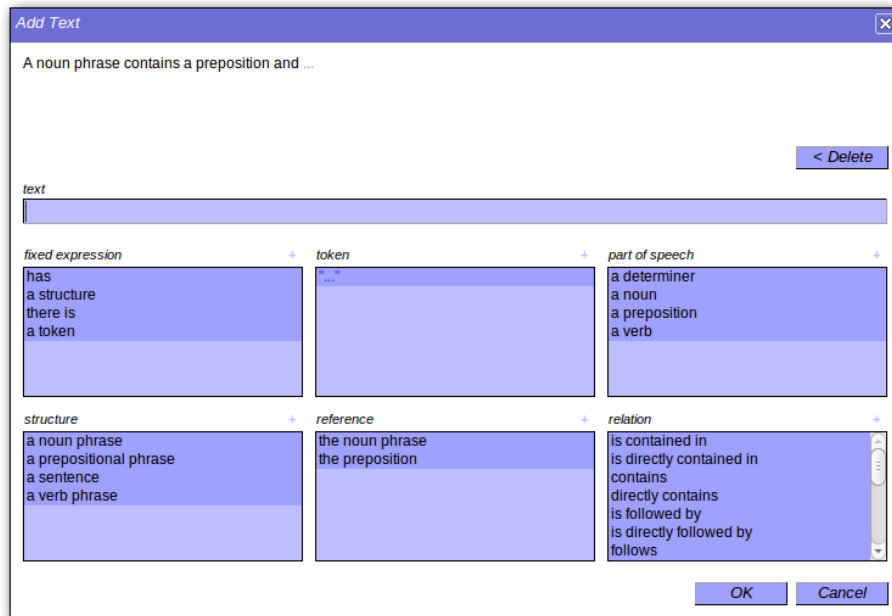 Add Text
A noun phrase contains a preposition and ...
< Delete
text
fixed expression +
has
a structure
there is
a token
token +
"..."
part of speech +
a determiner
a noun
a preposition
a verb
structure +
a noun phrase
a prepositional phrase
a sentence
a verb phrase
reference +
the noun phrase
the preposition
relation +
is contained in
is directly contained in
contains
directly contains
is followed by
is directly followed by
follows
OK
Cancel